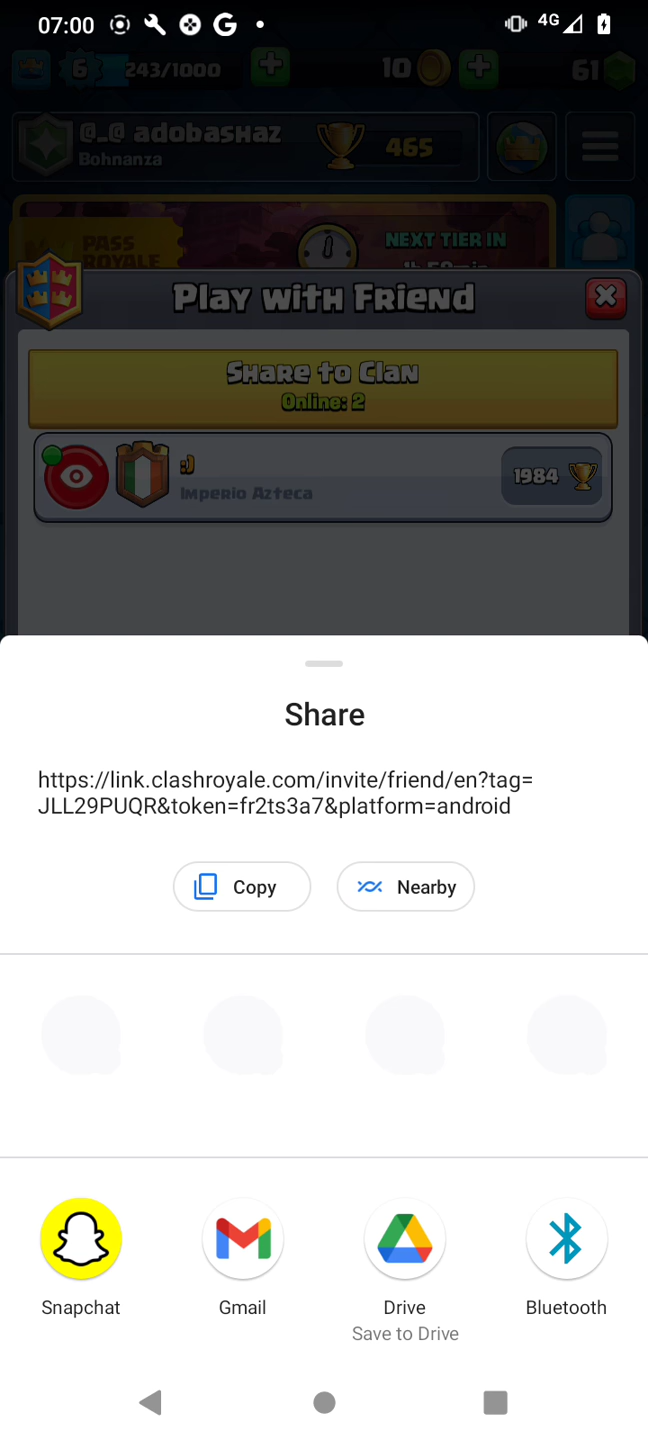 07:00
4G
6
243/1000
10
61
@_@ adobashaz
Bohnanza
465
PASS
ROYALE
NEXT TIER IN
Play with Friend
Share to Clan
Online: 2
:)
Imperio Azteca
1984
Share
https://link.clashroyale.com/invite/friend/en?tag=
JLL29PUQR&token=fr2ts3a7&platform=android
Copy
Nearby
Snapchat
Gmail
Drive
Save to Drive
Bluetooth